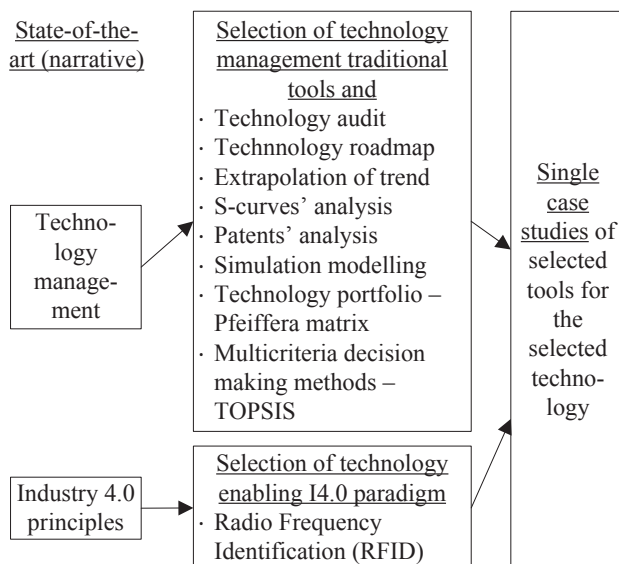 State-of-the-
art (narrative)
Techno-
logy
manage-
ment
Industry 4.0
principles
Selection of technology
management traditional
tools and
· Technology audit
· Technnology roadmap
· Extrapolation of trend
· S-curves’ analysis
· Patents’ analysis
· Simulation modelling
· Technology portfolio –
Pfeiffera matrix
· Multicriteria decision
making methods –
TOPSIS
Selection of technology
enabling I4.0 paradigm
· Radio Frequency
Identification (RFID)
Single
case
studies of
selected
tools for
the
selected
techno-
logy